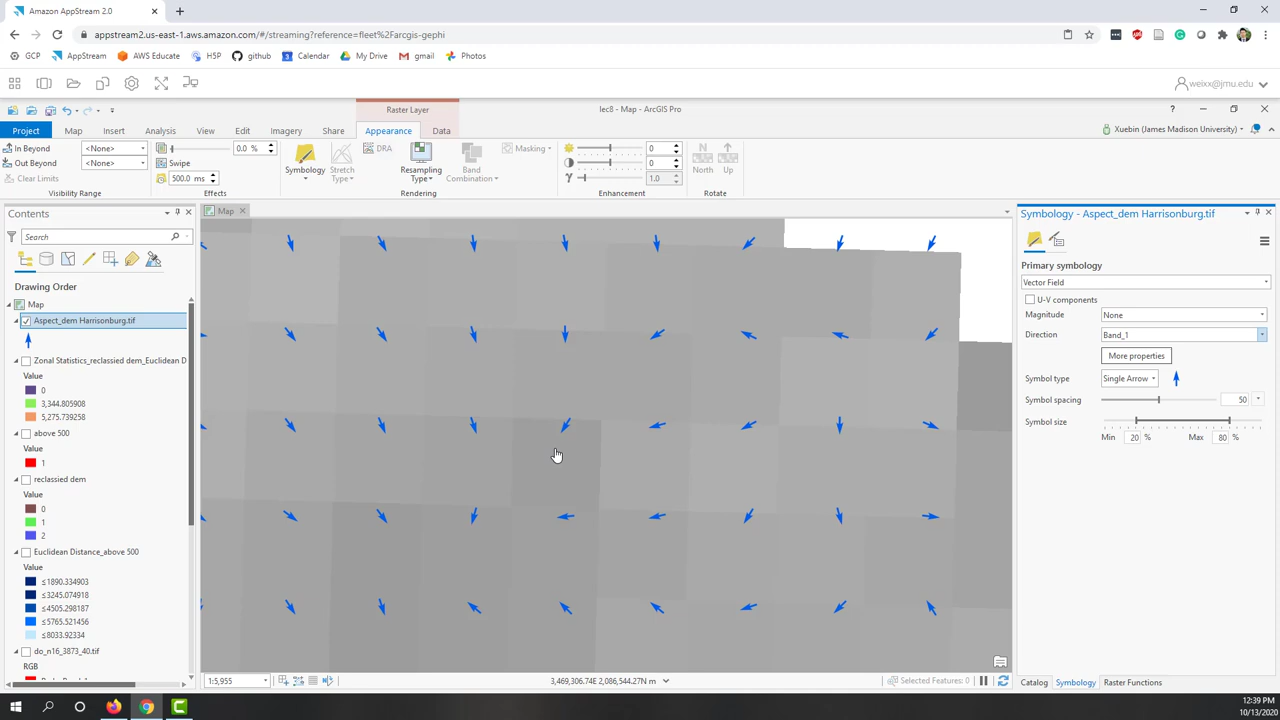 Amazon AppStream 2.0
appstream2.us-east-1.aws.amazon.com/#/streaming?reference=fleet%2Farcgis-gephi
GCP
AppStream
AWS Educate
H5P
github
Calendar
My Drive
gmail
Photos
weixx@jmu.edu
Raster Layer
lec8 - Map - ArcGIS Pro
?
Project
Map
Insert
Analysis
View
Edit
Imagery
Share
Appearance
Data
Xuebin (James Madison University)
In Beyond
<None>
Out Beyond
<None>
Clear Limits
Visibility Range
0.0 %
Swipe
500.0 ms
Effects
Symbology
Stretch
Type
DRA
Resampling
Type
Band
Combination
Masking
Rendering
0
0
1.0
Enhancement
N
North
Up
Rotate
Contents
Search
Drawing Order
Map
Aspect_dem Harrisonburg.tif
Zonal Statistics_reclassied dem_Euclidean D
Value
0
3,344.805908
5,275.739258
above 500
Value
1
reclassied dem
Value
0
1
2
Euclidean Distance_above 500
Value
≤1890.334903
≤3245.074918
≤4505.298187
≤5765.521456
≤8033.92334
do_n16_3873_40.tif
RGB
Map
1:5,955
3,469,306.74E 2,086,544.27N m
Selected Features: 0
Symbology - Aspect_dem Harrisonburg.tif
Primary symbology
Vector Field
U-V components
Magnitude
None
Direction
Band_1
More properties
Symbol type
Single Arrow
Symbol spacing
50
Symbol size
Min
20
%
Max
80
%
Catalog
Symbology
Raster Functions
12:39 PM
10/13/2020